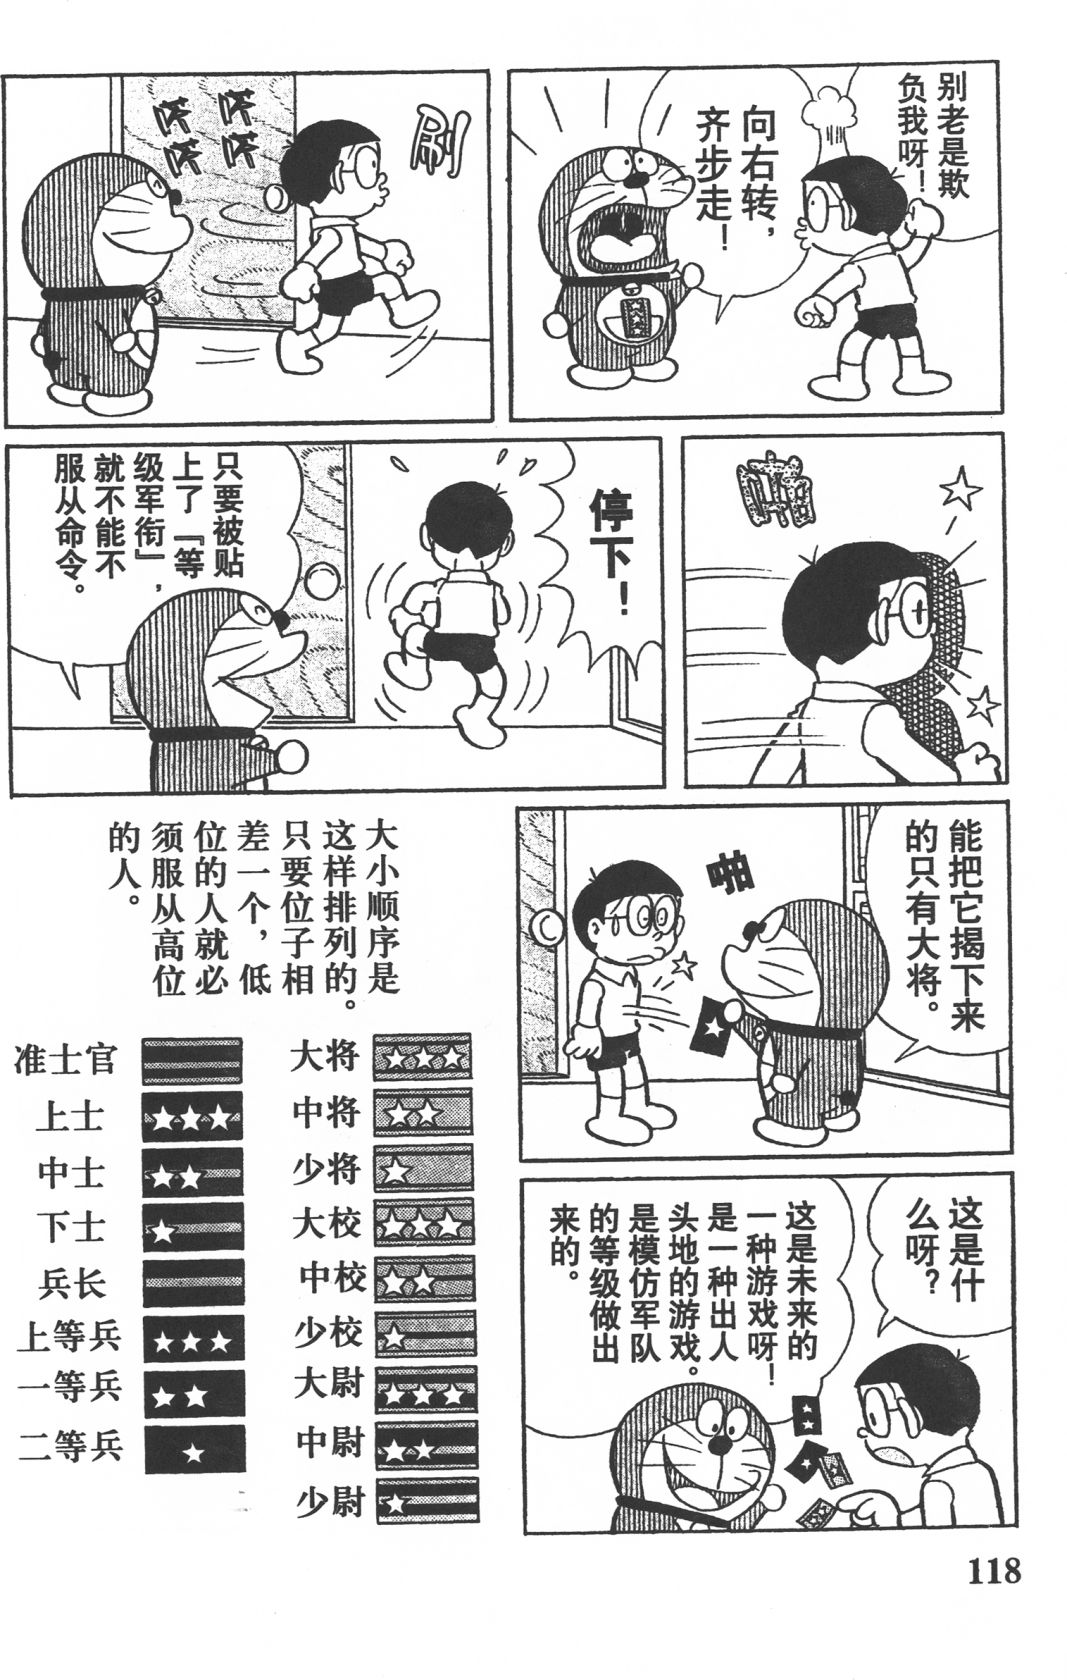 别老是欺
负我呀！
向右转，
齐步走！
刷
喀喀
喀喀
停下！
只要被贴
上了『等
级军衔』，
就不能不
服从命令。
能把它揭下来
的只有大将。
啪
这是什
么呀？
这是未来的
一种游戏呀！
是一种出人
头地的游戏。
是模仿军队
的等级做出
来的。
大小顺序是
这样排列的。
只要位子相
差一个，低
位的人就必
须服从高位
的人。
大将
中将
少将
大校
中校
少校
大尉
中尉
少尉
准士官
上士
中士
下士
兵长
上等兵
一等兵
二等兵
118